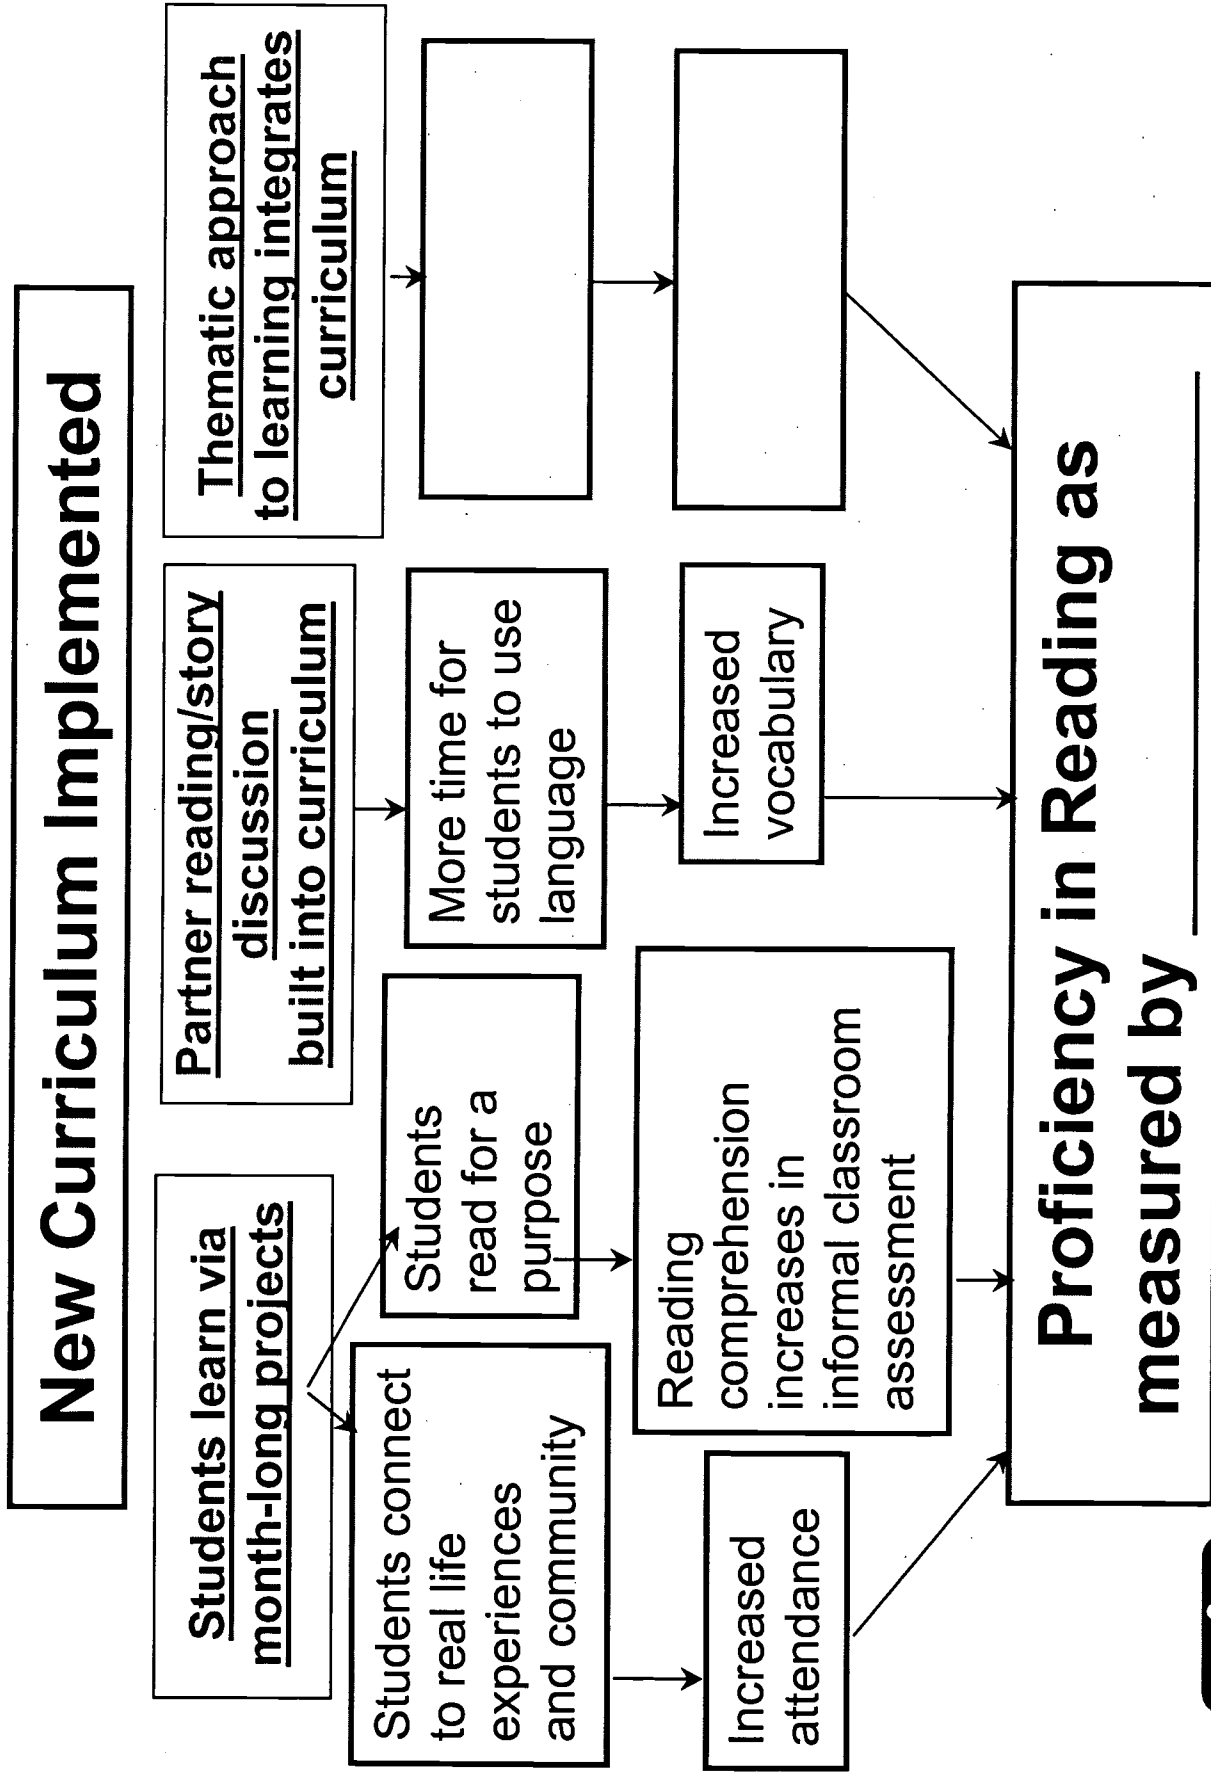 New Curriculum Implemented
Students learn via
month-long projects
Partner reading/story
discussion
built into curriculum
Thematic approach
to learning integrates
curriculum
Students connect
to real life
experiences
and community
Students
read for a
purpose
More time for
students to use
language
Increased
attendance
Reading
comprehension
increases in
informal classroom
assessment
Increased
vocabulary
Proficiency in Reading as
measured by